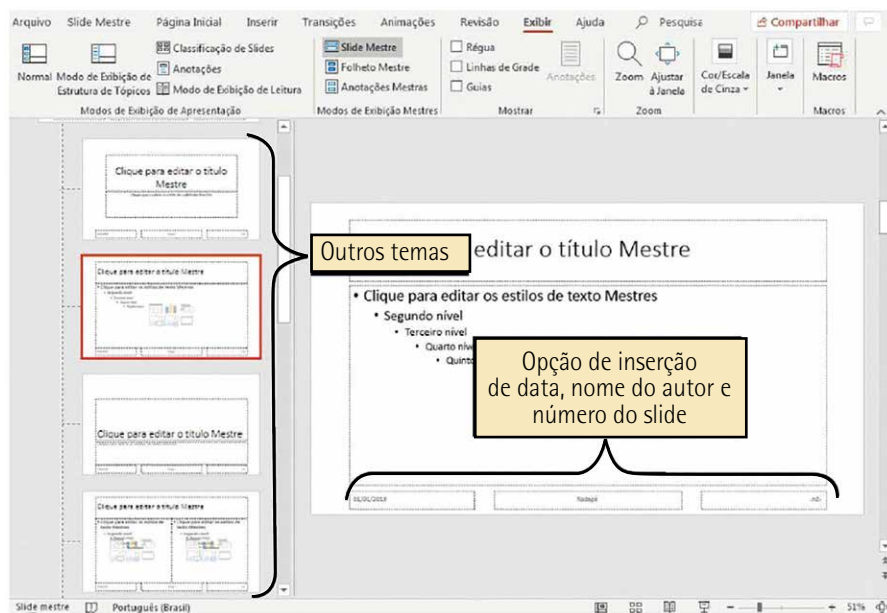 Arquivo Slide Mestre Página Inicial Inserir Transições Animações Revisão Exibir Ajuda Pesquisa Compartilhar
Normal
Modo de Exibição de
Estrutura de Tópicos
Classificação de Slides
Anotações
Modo de Exibição de Leitura
Modos de Exibição de Apresentação
Slide Mestre
Folheto Mestre
Anotações Mestras
Modos de Exibição Mestres
Régua
Linhas de Grade
Guias
Anotações
Mostrar
Zoom
Ajustar
à Janela
Zoom
Cor/Escala
de Cinza
Janela
Macros
Macros
Clique para editar o título
Mestre
Clique para editar o título Mestre
Clique para editar o título Mestre
Clique para editar o título Mestre
Outros temas
editar o título Mestre
• Clique para editar os estilos de texto Mestres
• Segundo nível
• Terceiro nível
• Quarto
• Quinto
Opção de inserção
de data, nome do autor e
número do slide
Rodapé
Slide mestre Português (Brasil) 51%